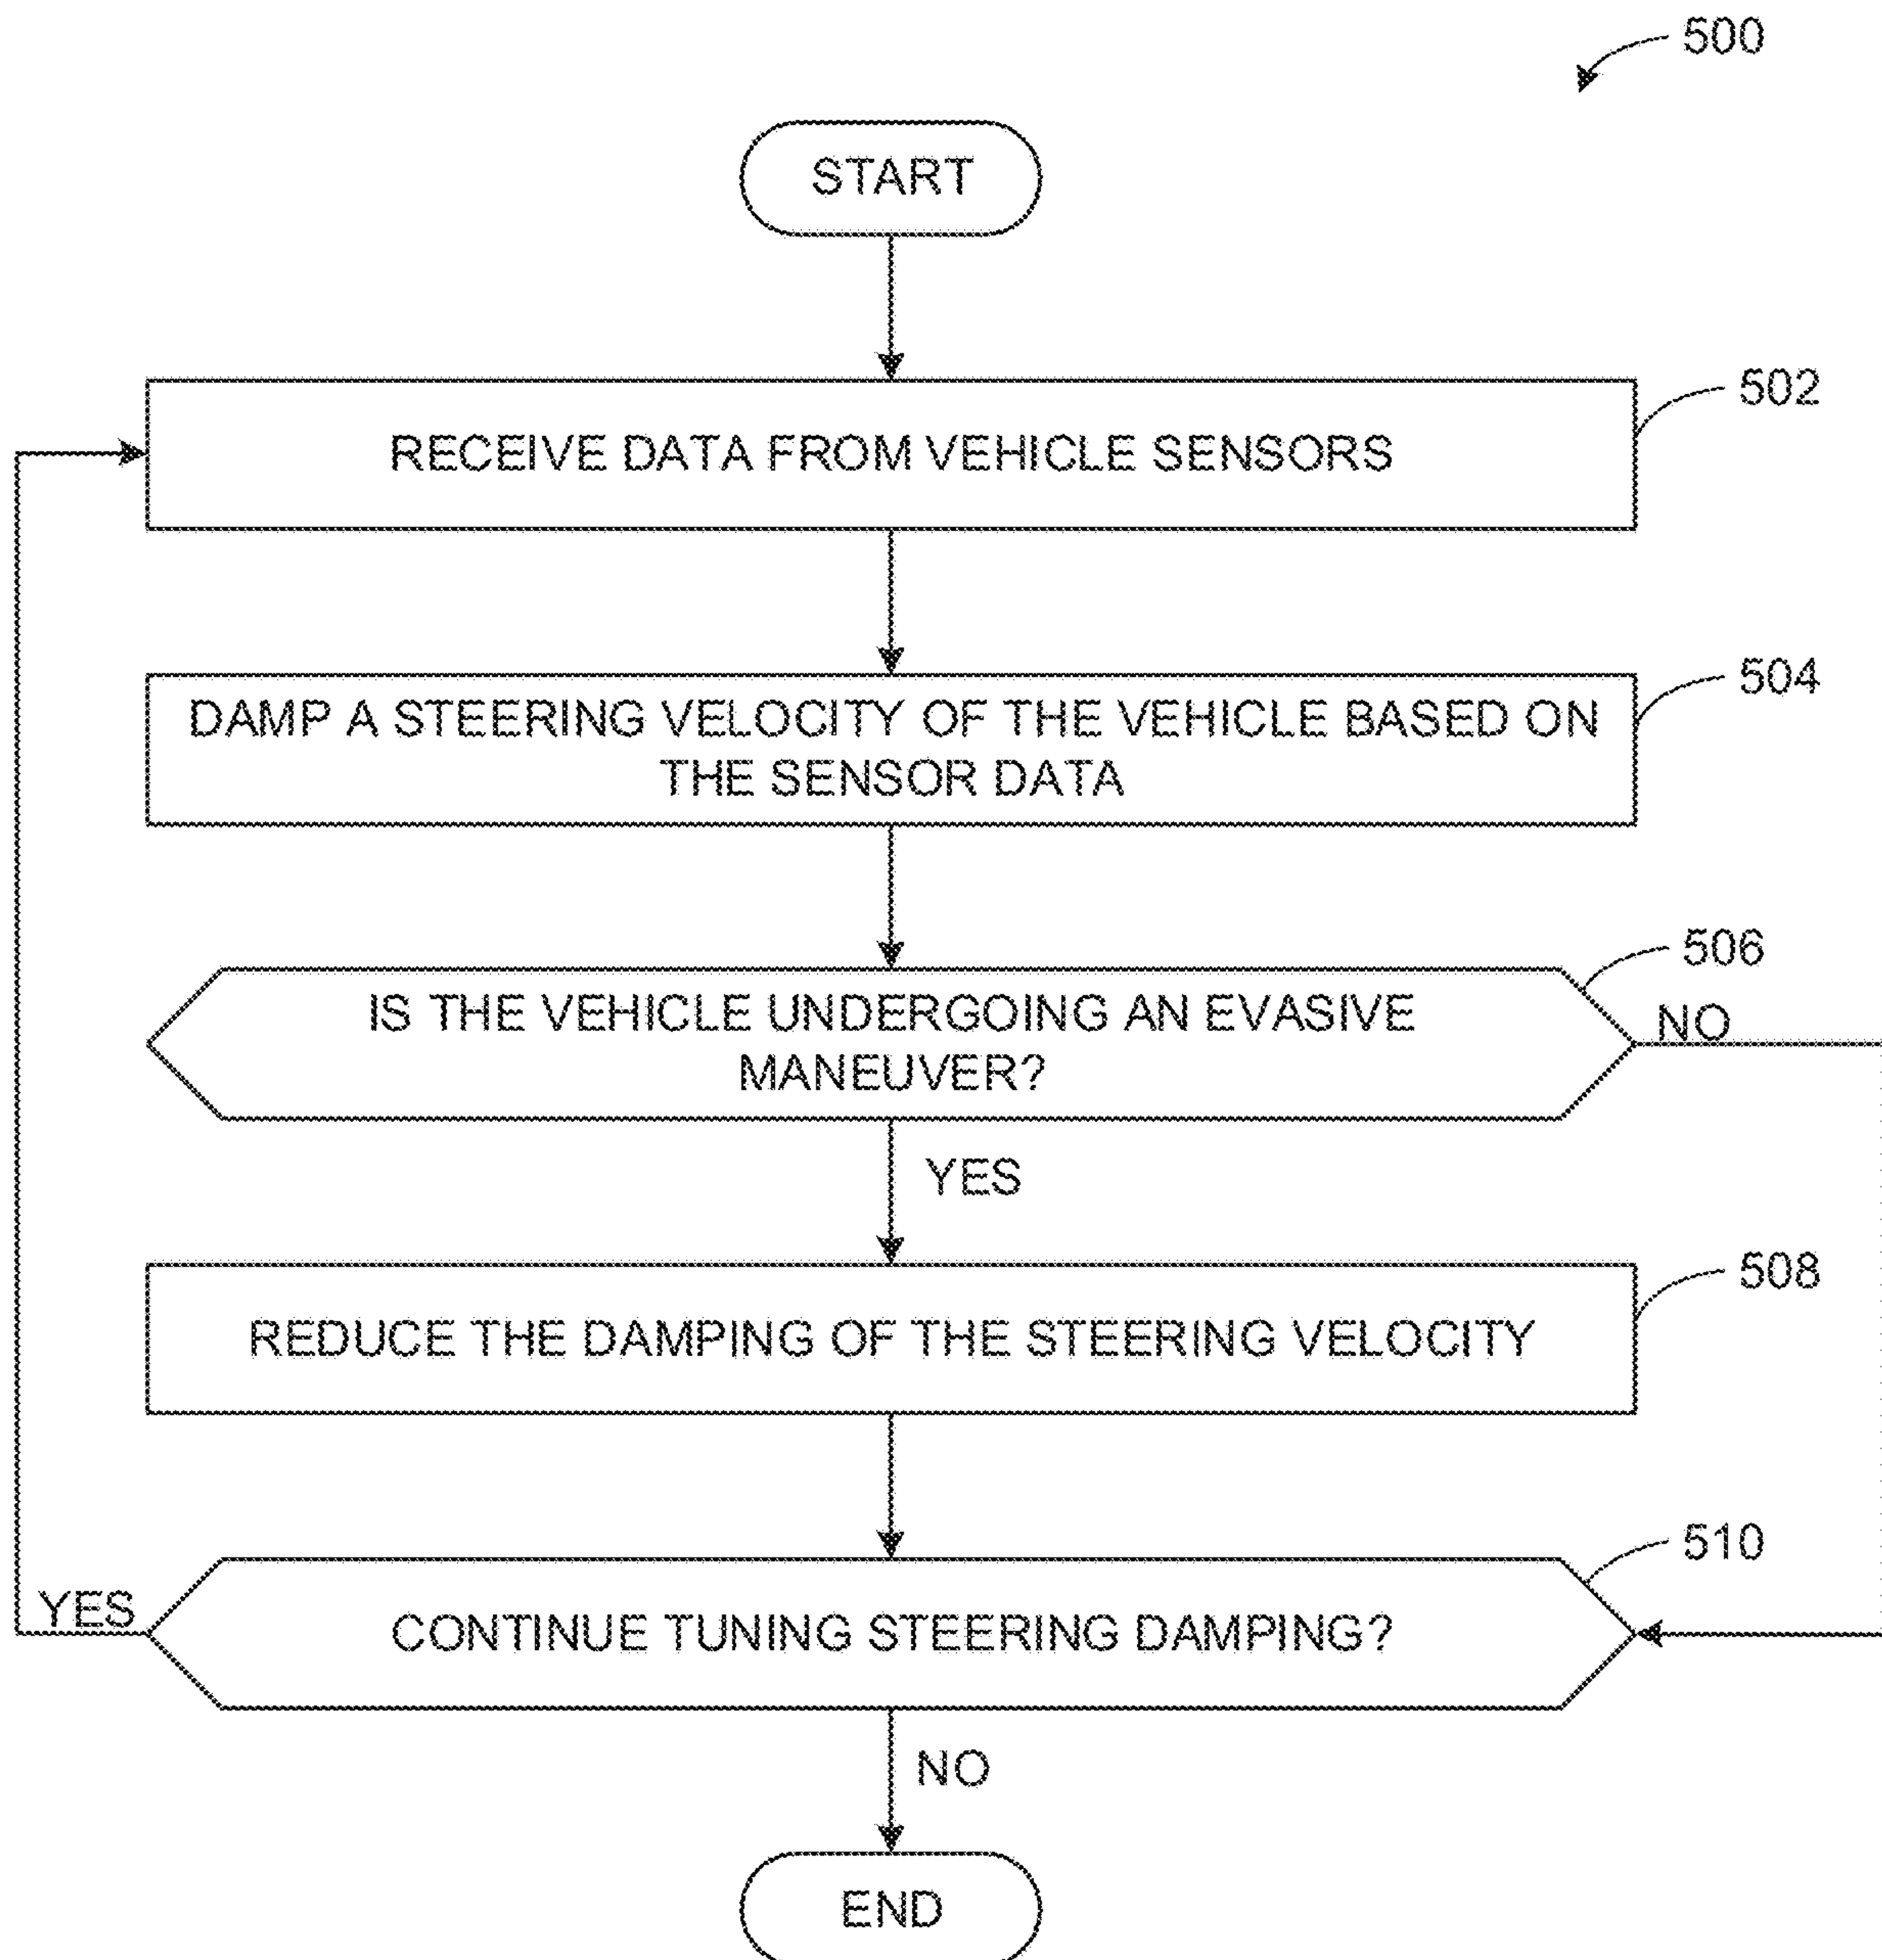 500
START
RECEIVE DATA FROM VEHICLE SENSORS
502
DAMP A STEERING VELOCITY OF THE VEHICLE BASED ON
THE SENSOR DATA
504
IS THE VEHICLE UNDERGOING AN EVASIVE
MANEUVER?
506
NO
YES
REDUCE THE DAMPING OF THE STEERING VELOCITY
508
CONTINUE TUNING STEERING DAMPING?
510
YES
NO
END